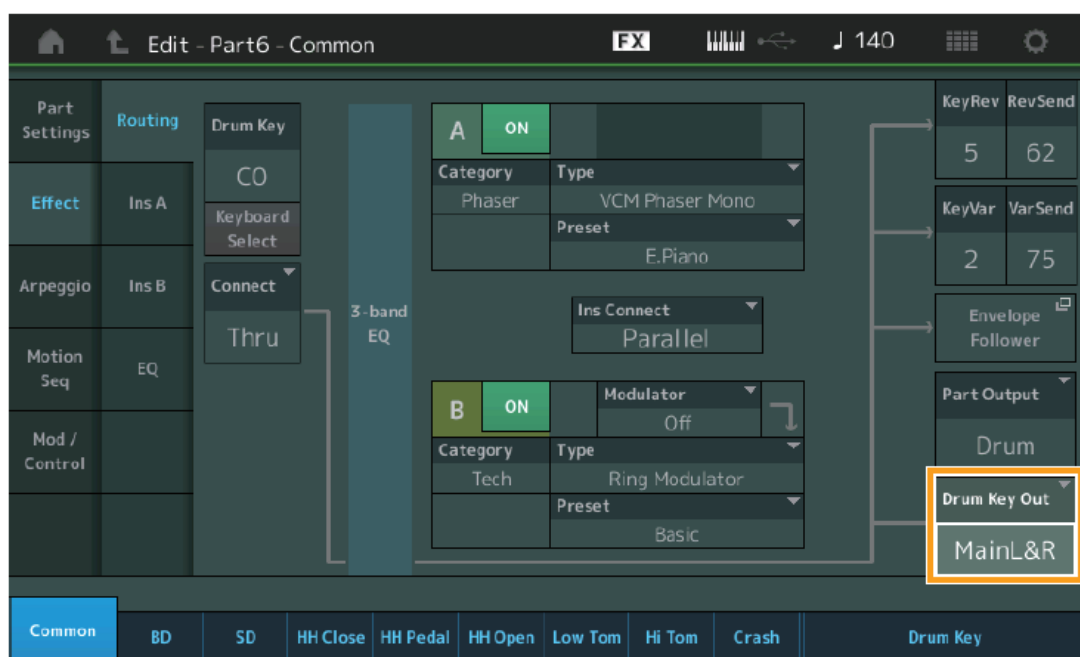 Edit - Part6 - Common
FX
140
Part Settings
Effect
Arpeggio
Motion Seq
Mod / Control
Routing
Ins A
Ins B
EQ
Drum Key
C0
Keyboard Select
Connect
Thru
3-band EQ
A ON
Category Type
Phaser VCM Phaser Mono
Preset
E.Piano
Ins Connect
Parallel
B ON
Modulator
Off
Category Type
Tech Ring Modulator
Preset
Basic
KeyRev RevSend
5 62
KeyVar VarSend
2 75
Envelope Follower
Part Output
Drum
Drum Key Out
MainL&R
Common BD SD HH Close HH Pedal HH Open Low Tom Hi Tom Crash Drum Key